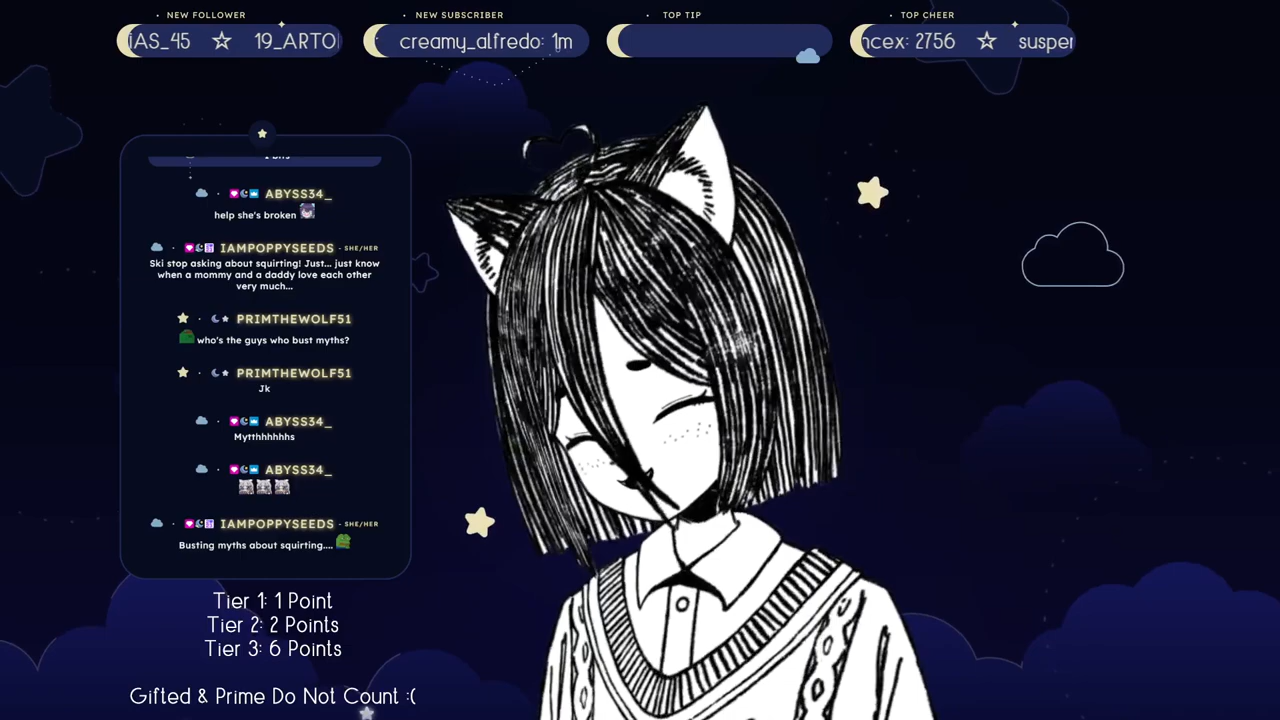 NEW FOLLOWER
NEW SUBSCRIBER
TOP TIP
TOP CHEER
iAS_45 ☆ 19_ARTO
creamy_alfredo: 1m
ncex: 2756 ☆ susper
ABYSS34_
help she's broken
IAMPOPPYSEEDS - SHE/HER
Ski stop asking about squirting! Just... just know
when a mommy and a daddy love each other
very much...
PRIMTHEWOLF51
who's the guys who bust myths?
PRIMTHEWOLF51
Jk
ABYSS34_
Mytthhhhhhs
ABYSS34_
IAMPOPPYSEEDS - SHE/HER
Busting myths about squirting....
Tier 1: 1 Point
Tier 2: 2 Points
Tier 3: 6 Points
Gifted & Prime Do Not Count :(